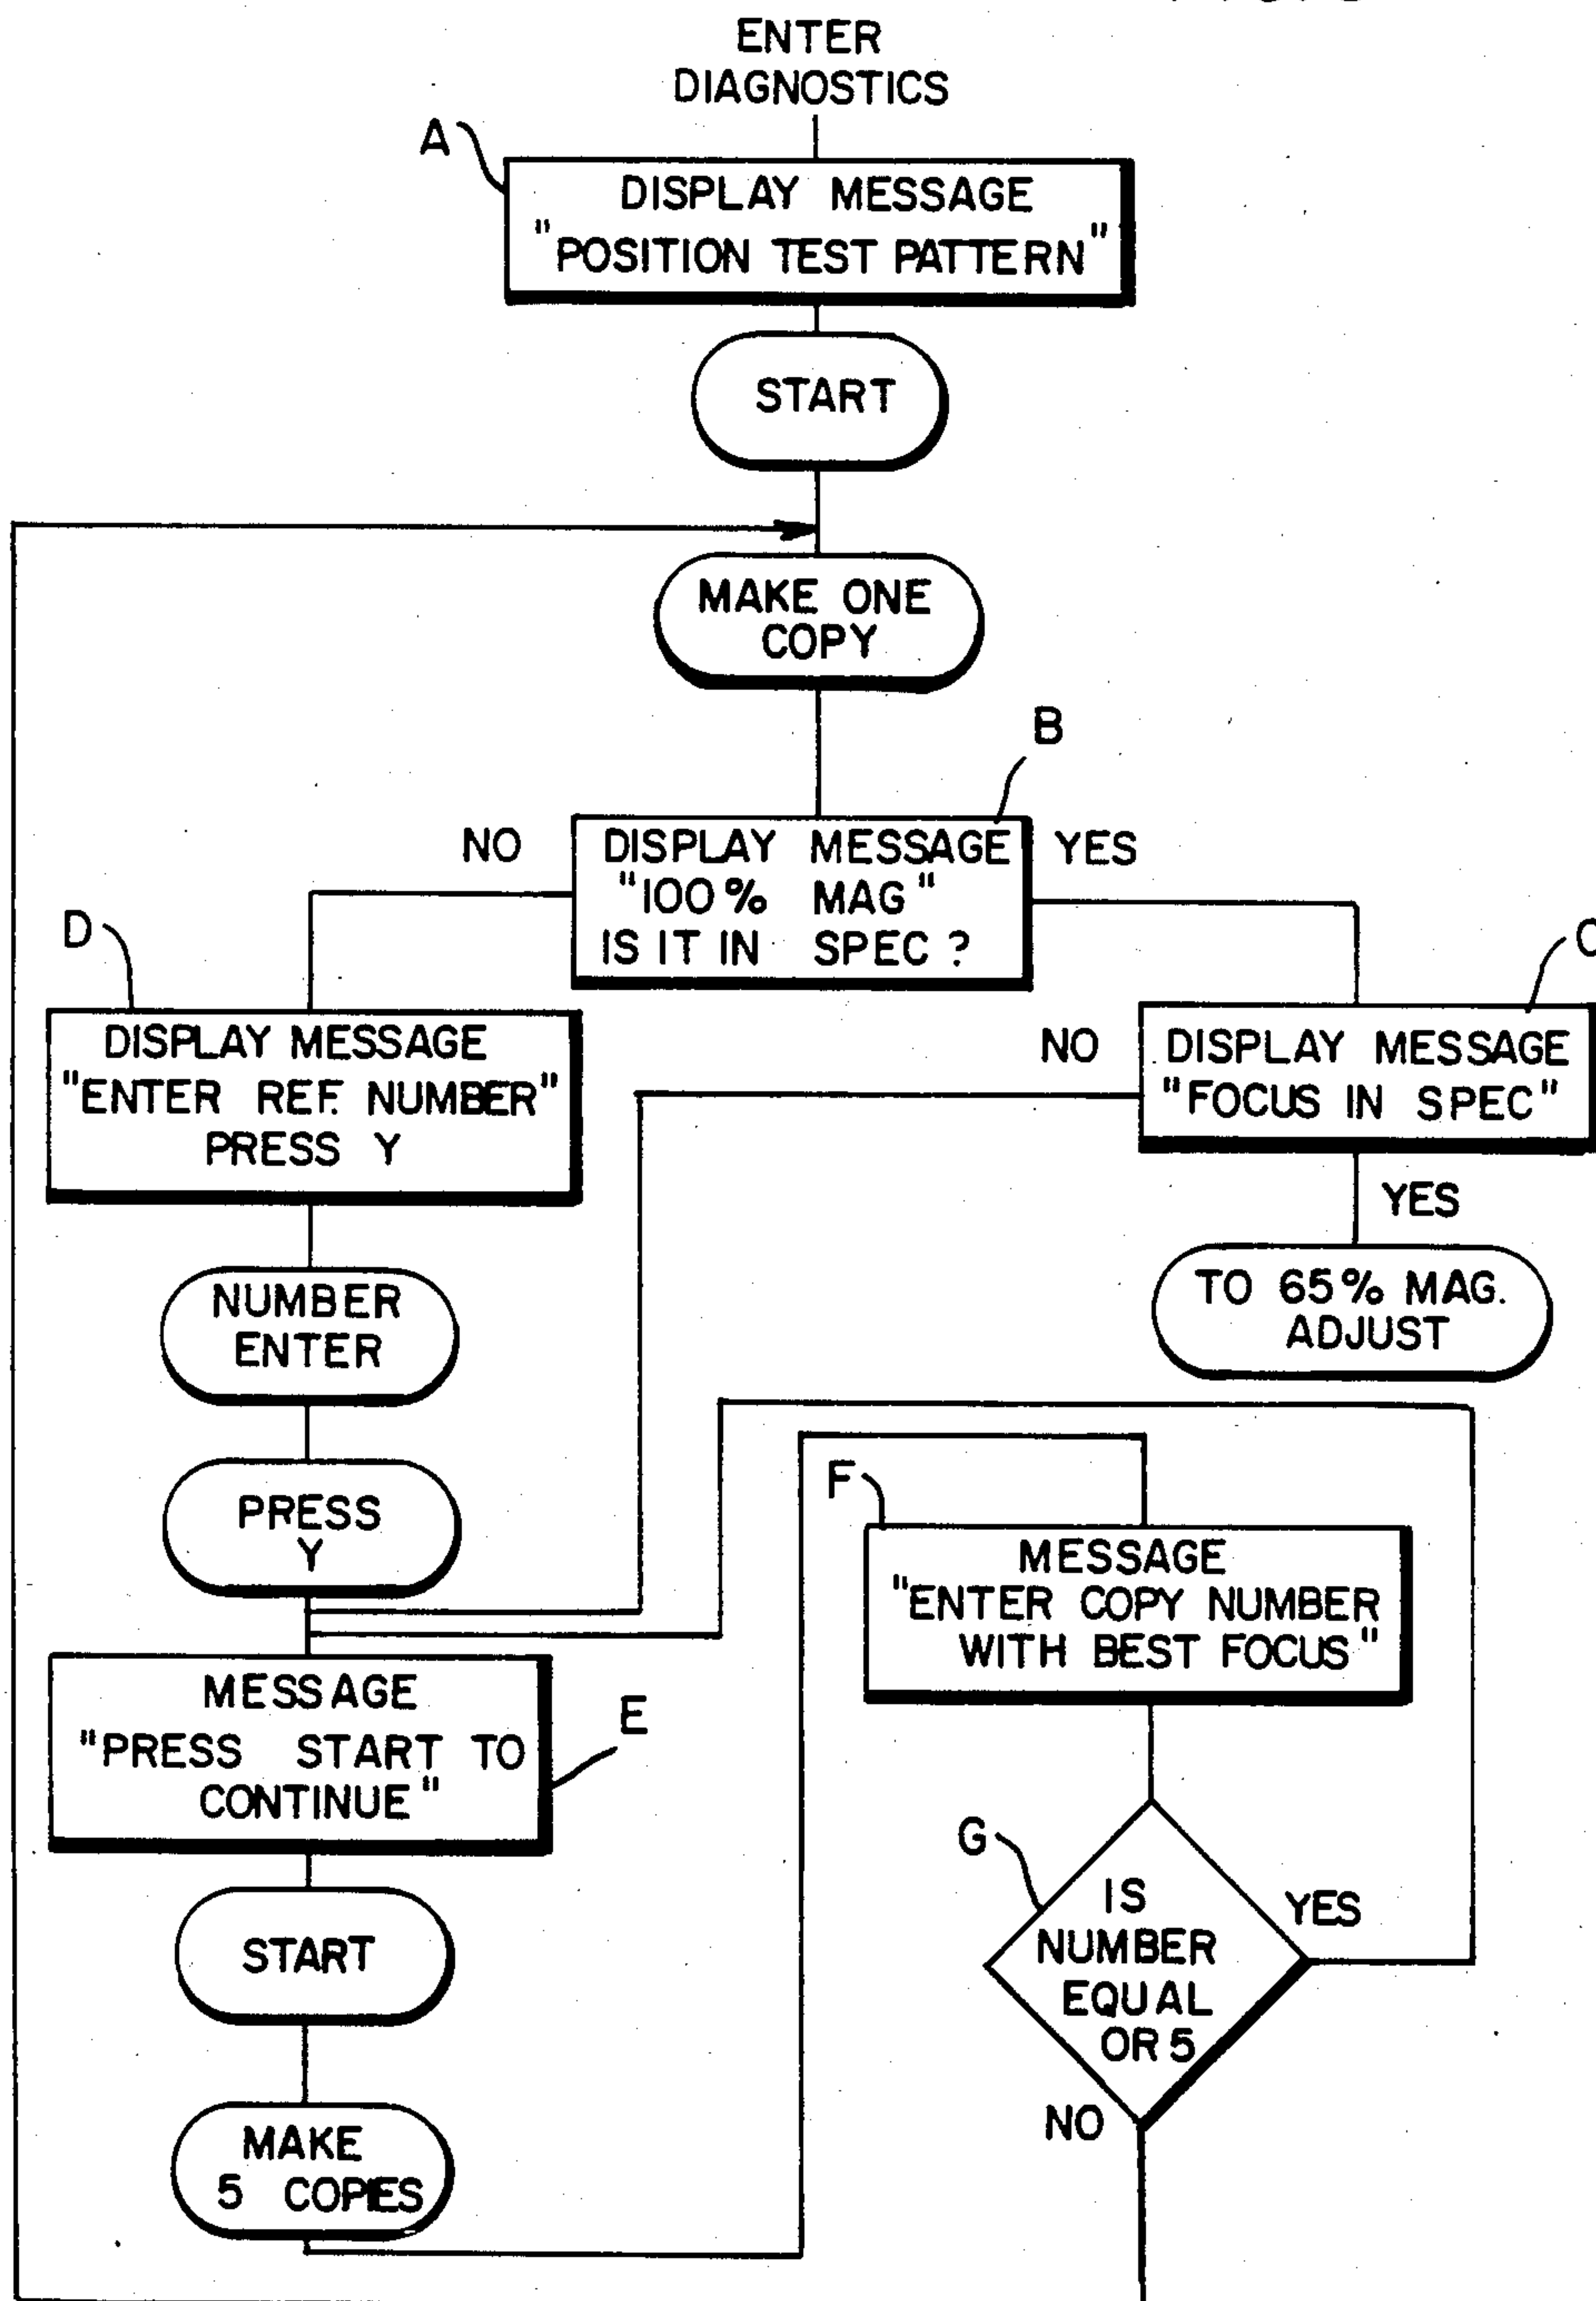 ENTER
DIAGNOSTICS
A
DISPLAY MESSAGE
"POSITION TEST PATTERN"
START
MAKE ONE
COPY
B
NO
DISPLAY MESSAGE
"100% MAG"
IS IT IN SPEC?
YES
D
DISPLAY MESSAGE
"ENTER REF. NUMBER"
PRESS Y
C
NO
DISPLAY MESSAGE
"FOCUS IN SPEC"
YES
TO 65% MAG.
ADJUST
NUMBER
ENTER
PRESS
Y
F
MESSAGE
"ENTER COPY NUMBER
WITH BEST FOCUS"
MESSAGE
"PRESS START TO
CONTINUE"
E
G
IS
NUMBER
EQUAL
OR 5
YES
NO
START
MAKE
5 COPIES